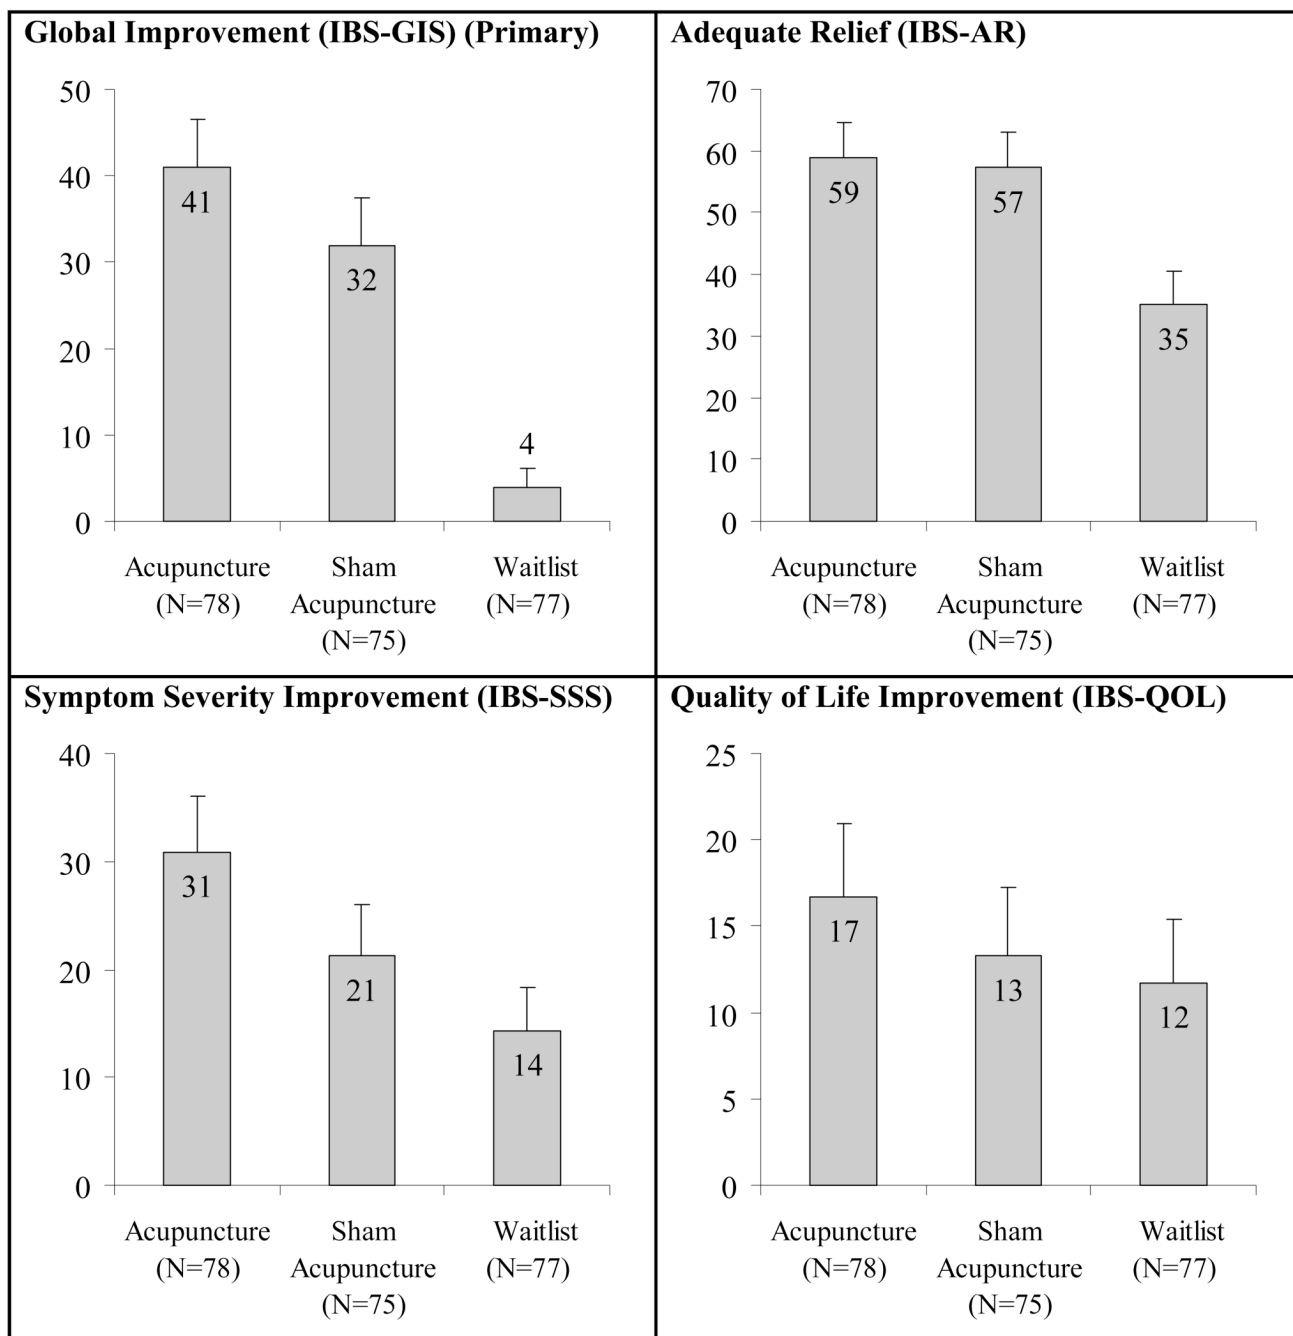 Global Improvement (IBS-GIS) (Primary)
50
40
30
20
10
0
41
32
4
Acupuncture
(N=78)
Sham
Acupuncture
(N=75)
Waitlist
(N=77)
Adequate Relief (IBS-AR)
70
60
50
40
30
20
10
0
59
57
35
Acupuncture
(N=78)
Sham
Acupuncture
(N=75)
Waitlist
(N=77)
Symptom Severity Improvement (IBS-SSS)
40
30
20
10
0
31
21
14
Acupuncture
(N=78)
Sham
Acupuncture
(N=75)
Waitlist
(N=77)
Quality of Life Improvement (IBS-QOL)
25
20
15
10
5
0
17
13
12
Acupuncture
(N=78)
Sham
Acupuncture
(N=75)
Waitlist
(N=77)